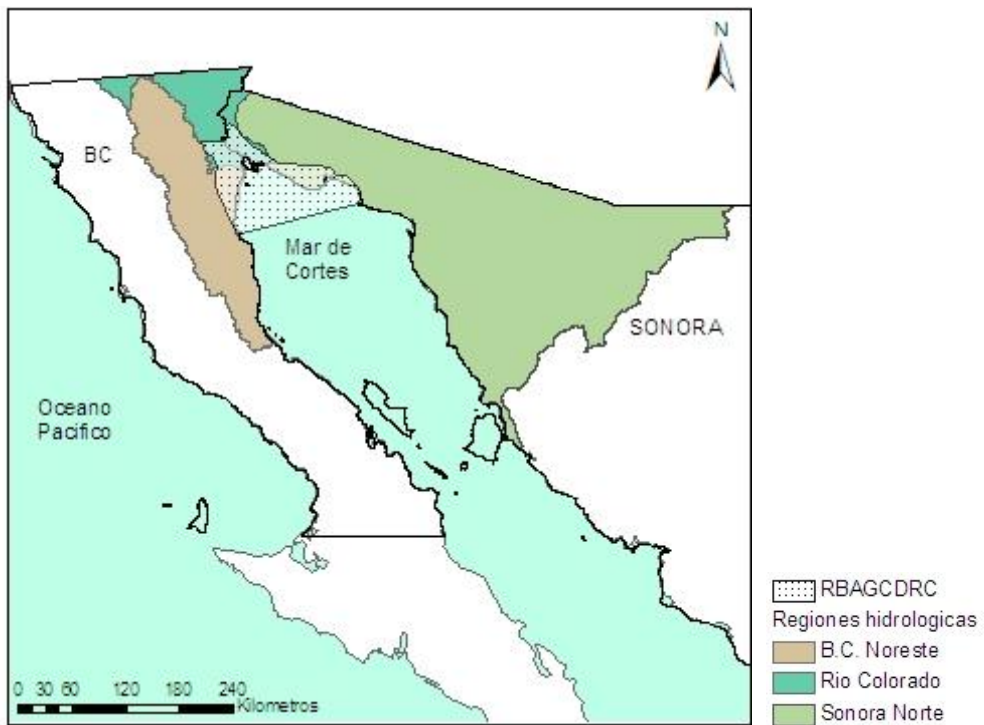 N
BC
Mar de
Cortes
SONORA
Oceano
Pacifico
RBAGCDRC
Regiones hidrologicas
B.C. Noreste
Rio Colorado
Sonora Norte
0 30 60 120 180 240
Kilometros